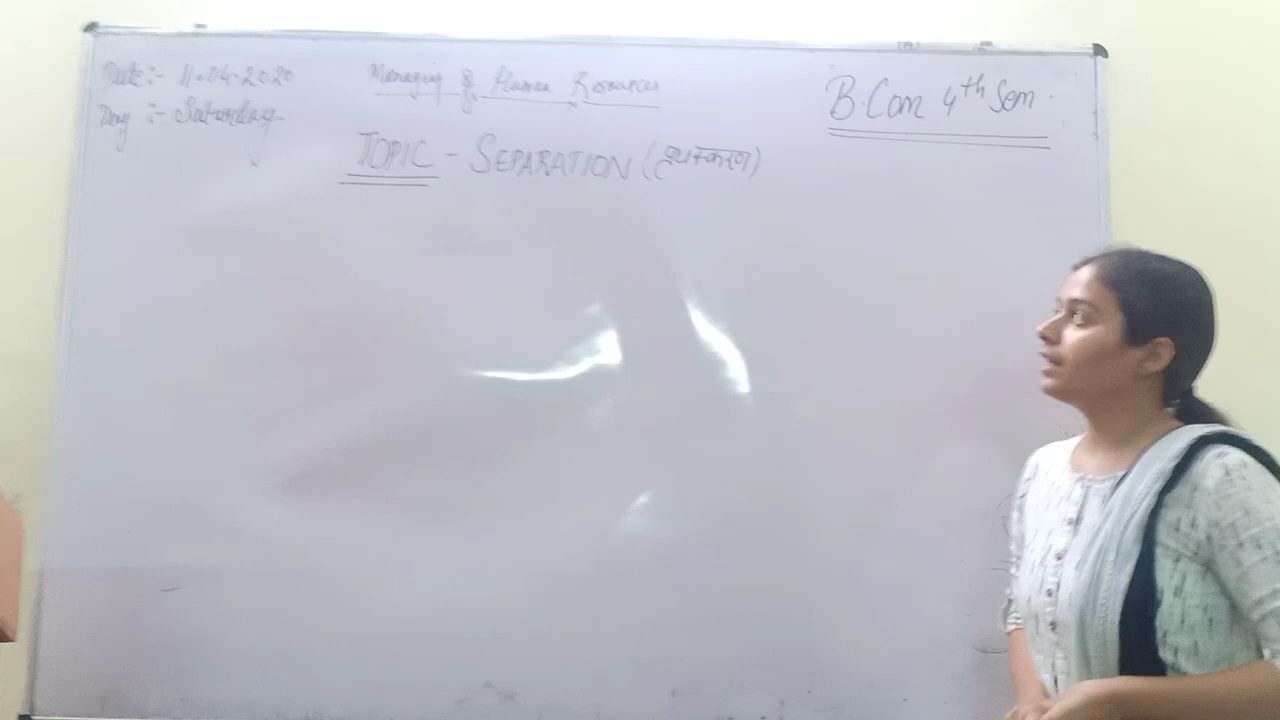 Date:- 11-04-2020
Managing of Human Resources
B.Com 4th Sem.
Day :- Saturday
TOPIC - SEPARATION (पृथक्करण)